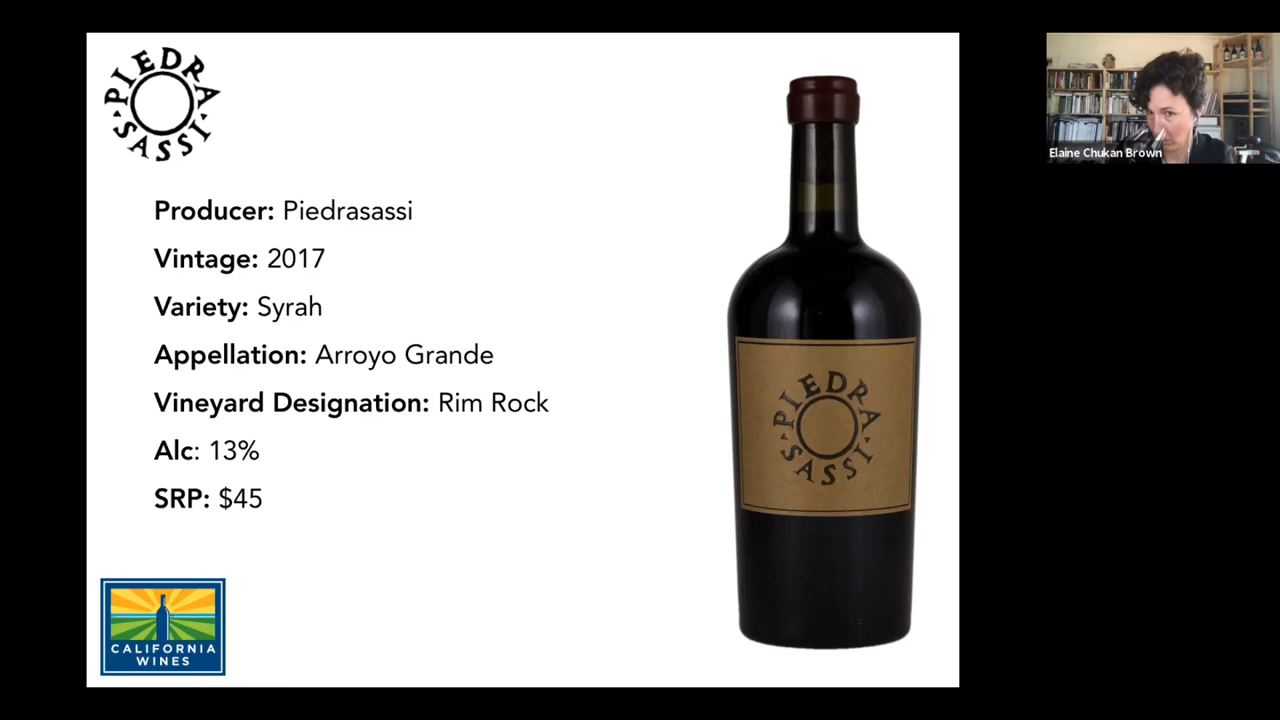 PIEDRA
SASSI
Producer: Piedrasassi
Vintage: 2017
Variety: Syrah
Appellation: Arroyo Grande
Vineyard Designation: Rim Rock
Alc: 13%
SRP: $45
CALIFORNIA
WINES
PIEDRA
SASSI
Elaine Chukan Brown